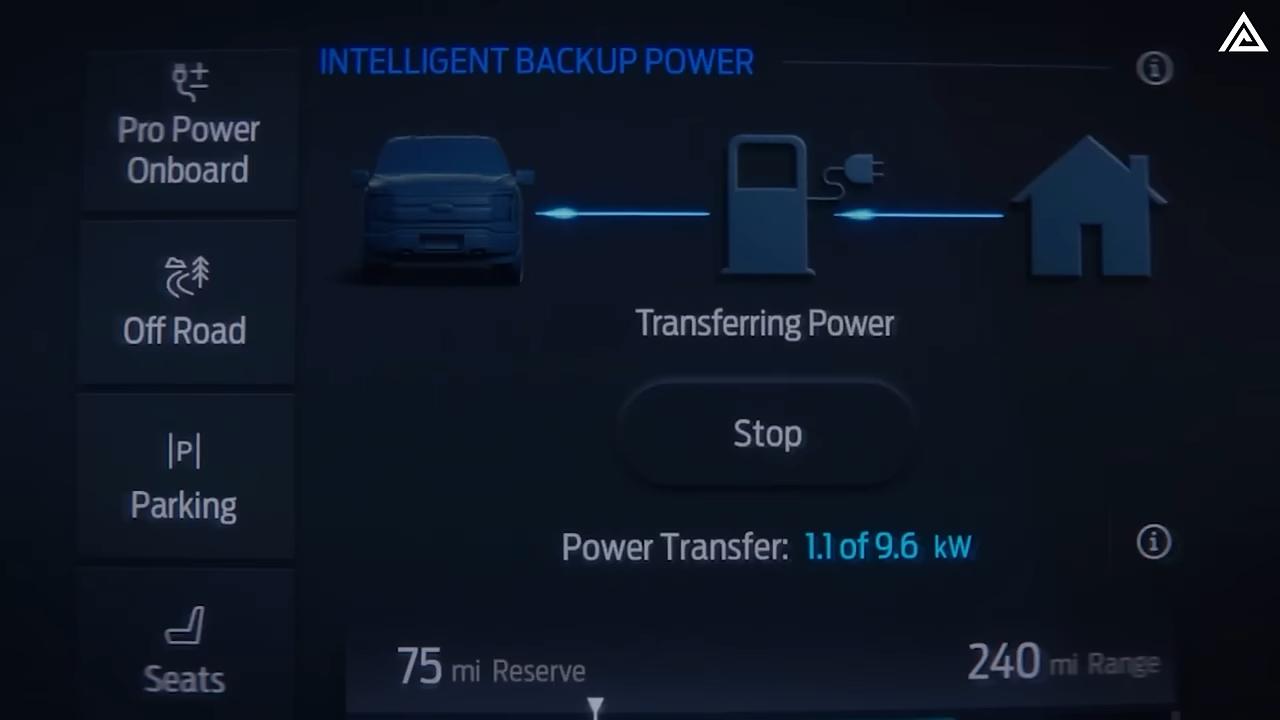 INTELLIGENT BACKUP POWER
Pro Power
Onboard
Off Road
Transferring Power
Stop
Parking
Power Transfer: 1.1 of 9.6 kW
75 mi Reserve
240 mi Range
Seats